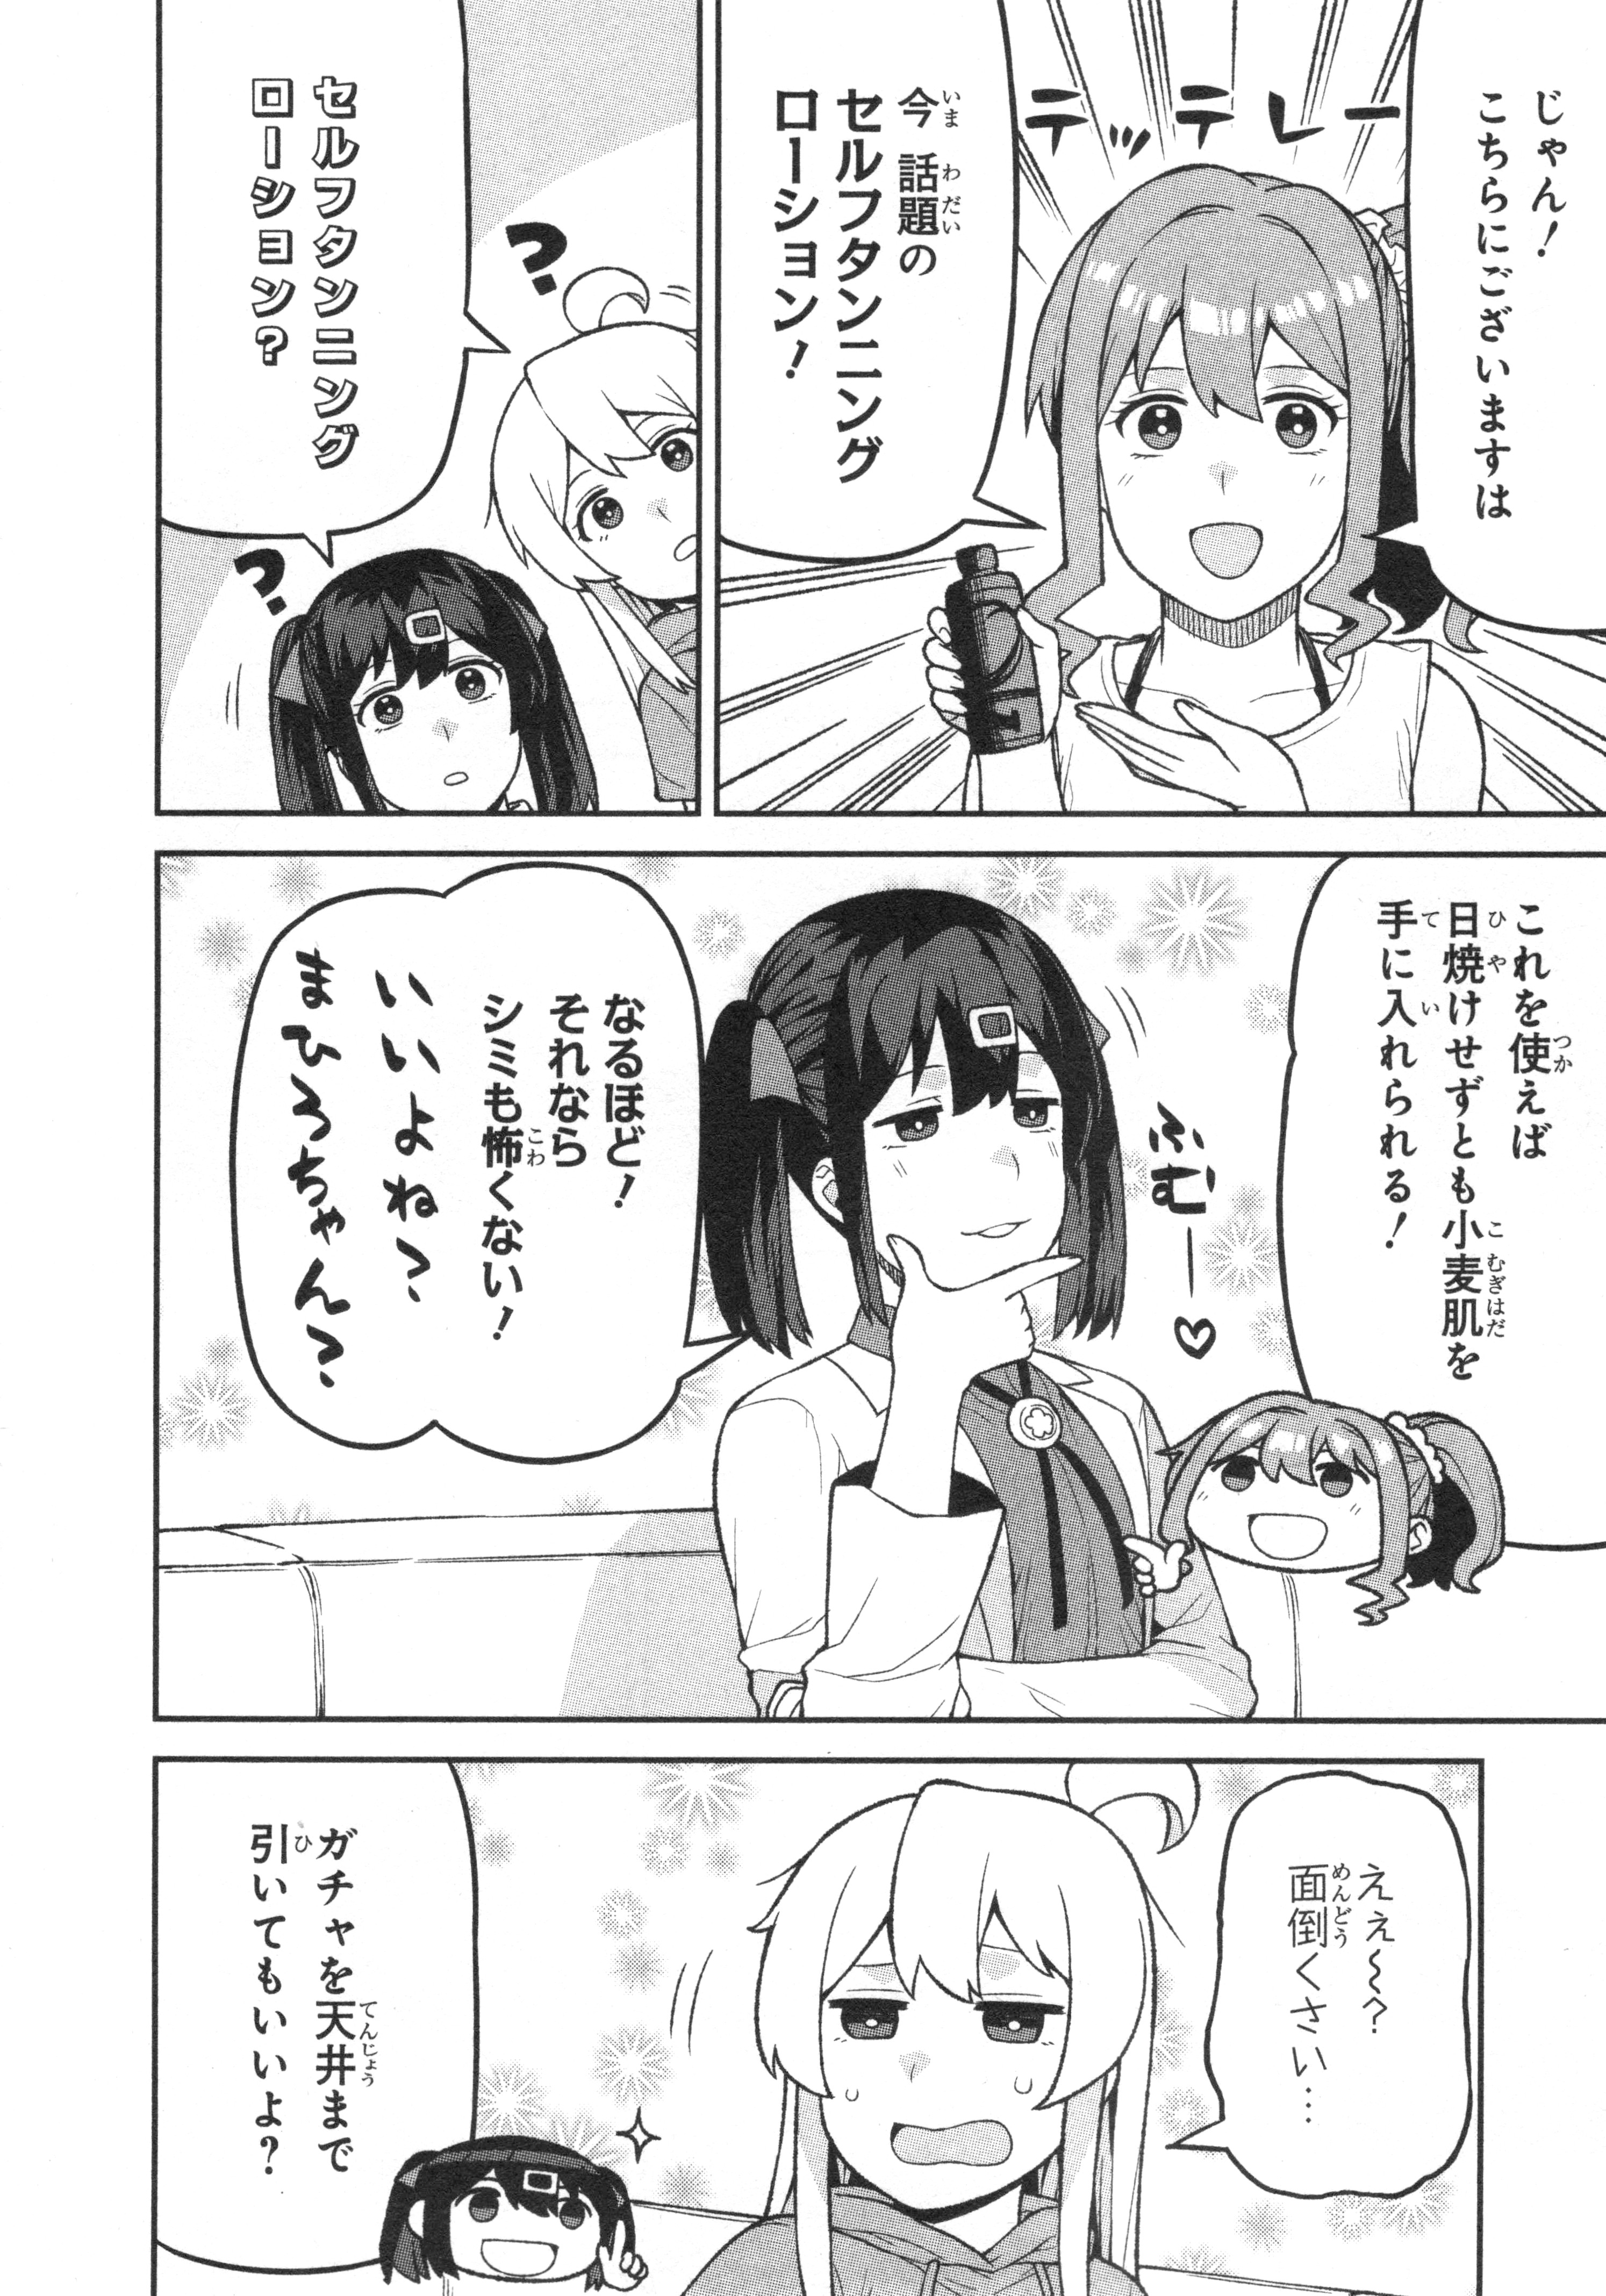 じゃん！
こちらにございますは
テッテレー
今話題の
セルフタンニング
ローション！
？
セルフタンニング
ローション？
？
これを使えば
日焼けせずとも小麦肌を
手に入れられる！
ふむー♡
なるほど！
それなら
シミも怖くない！
いいよね？
まひろちゃん？
ええ〜？
面倒くさい…
ガチャを天井まで
引いてもいいよ？